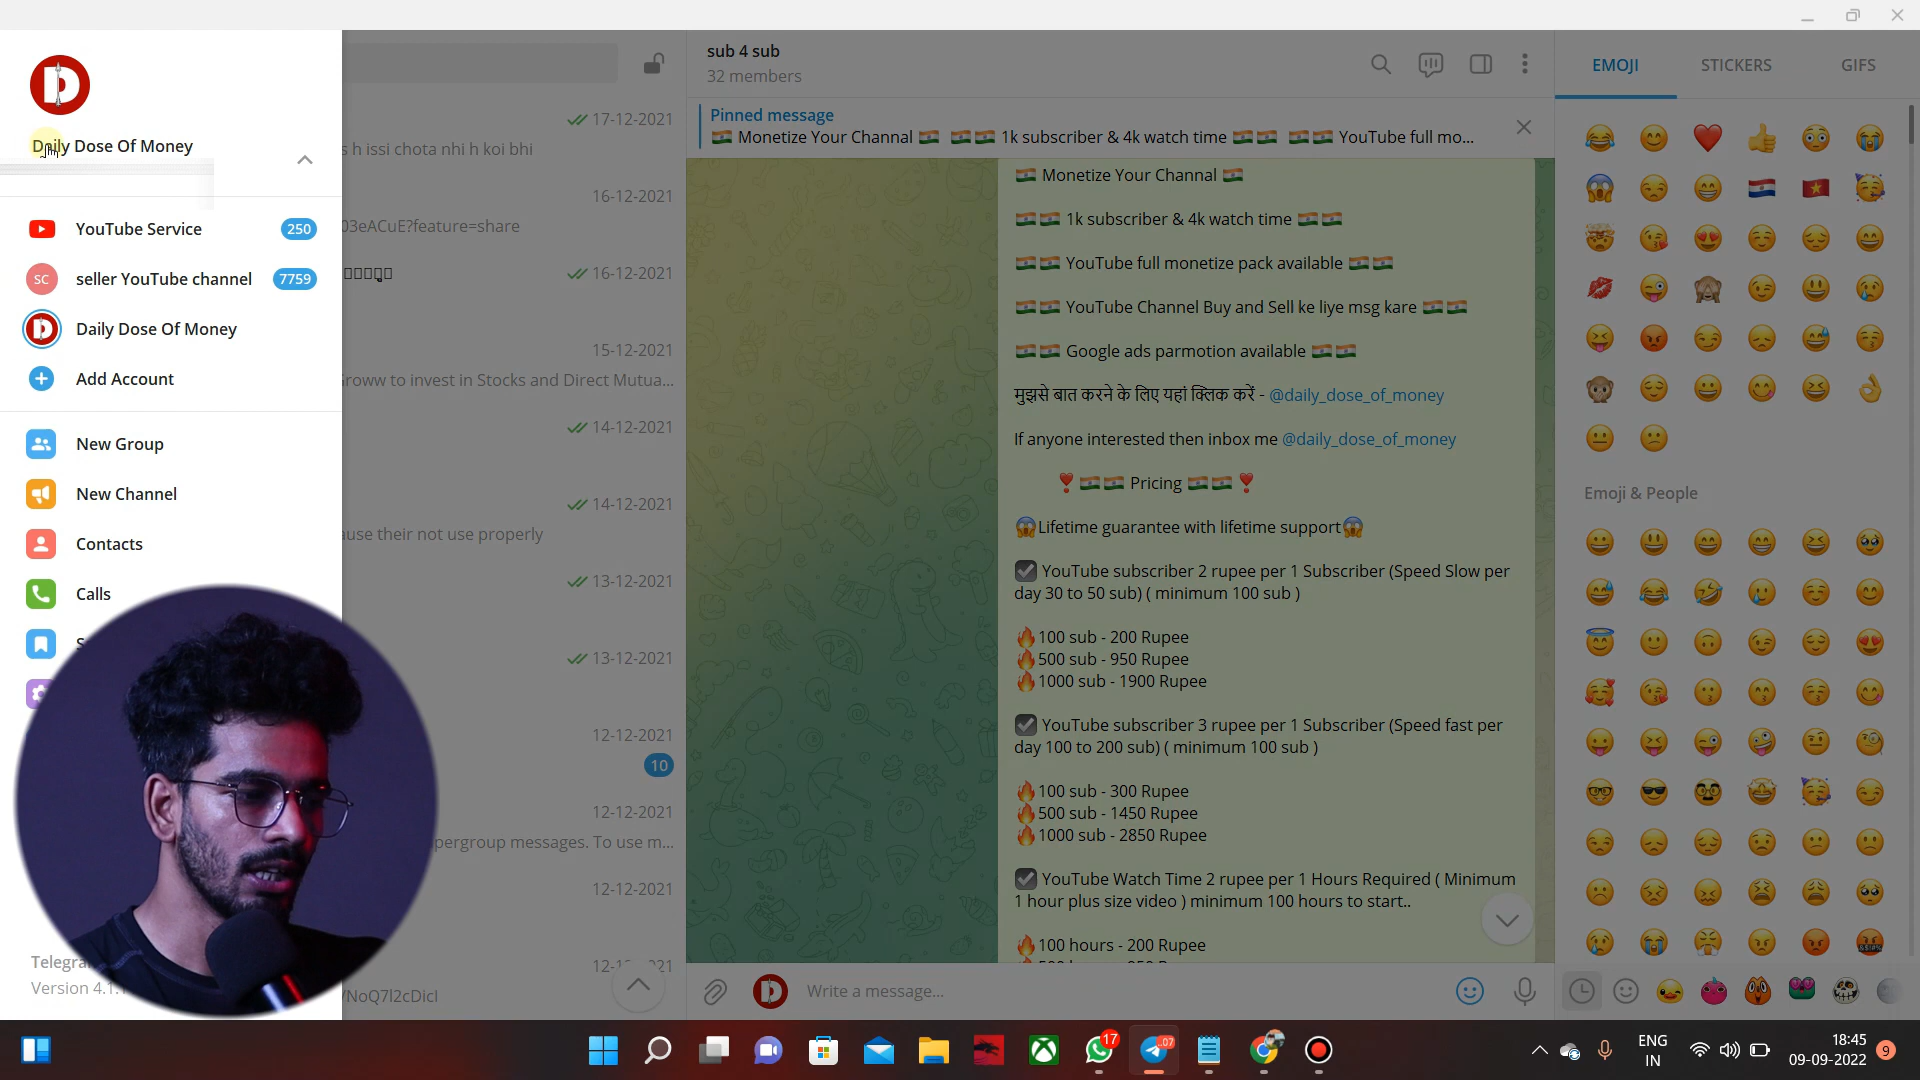 Daily Dose Of Money
YouTube Service 250
SC seller YouTube channel 7759
Daily Dose Of Money
Add Account
New Group
New Channel
Contacts
Calls
Version 4.1.
17-12-2021
s h issi chota nhi h koi bhi
16-12-2021
03eACuE?feature=share
16-12-2021
15-12-2021
Groww to invest in Stocks and Direct Mutua...
14-12-2021
14-12-2021
ause their not use properly
13-12-2021
13-12-2021
12-12-2021
10
12-12-2021
pergroup messages. To use m...
12-12-2021
/NoQ7l2cDicl
sub 4 sub
32 members
Pinned message
Monetize Your Channal 1k subscriber & 4k watch time YouTube full mo...
Monetize Your Channal
1k subscriber & 4k watch time
YouTube full monetize pack available
YouTube Channel Buy and Sell ke liye msg kare
Google ads parmotion available
मुझसे बात करने के लिए यहां क्लिक करें - @daily_dose_of_money
If anyone interested then inbox me @daily_dose_of_money
Pricing
Lifetime guarantee with lifetime support
YouTube subscriber 2 rupee per 1 Subscriber (Speed Slow per
day 30 to 50 sub) ( minimum 100 sub )
100 sub - 200 Rupee
500 sub - 950 Rupee
1000 sub - 1900 Rupee
YouTube subscriber 3 rupee per 1 Subscriber (Speed fast per
day 100 to 200 sub) ( minimum 100 sub )
100 sub - 300 Rupee
500 sub - 1450 Rupee
1000 sub - 2850 Rupee
YouTube Watch Time 2 rupee per 1 Hours Required ( Minimum
1 hour plus size video ) minimum 100 hours to start..
100 hours - 200 Rupee
Write a message...
EMOJI STICKERS GIFS
Emoji & People
17
..07
ENG
IN
18:45
09-09-2022
9